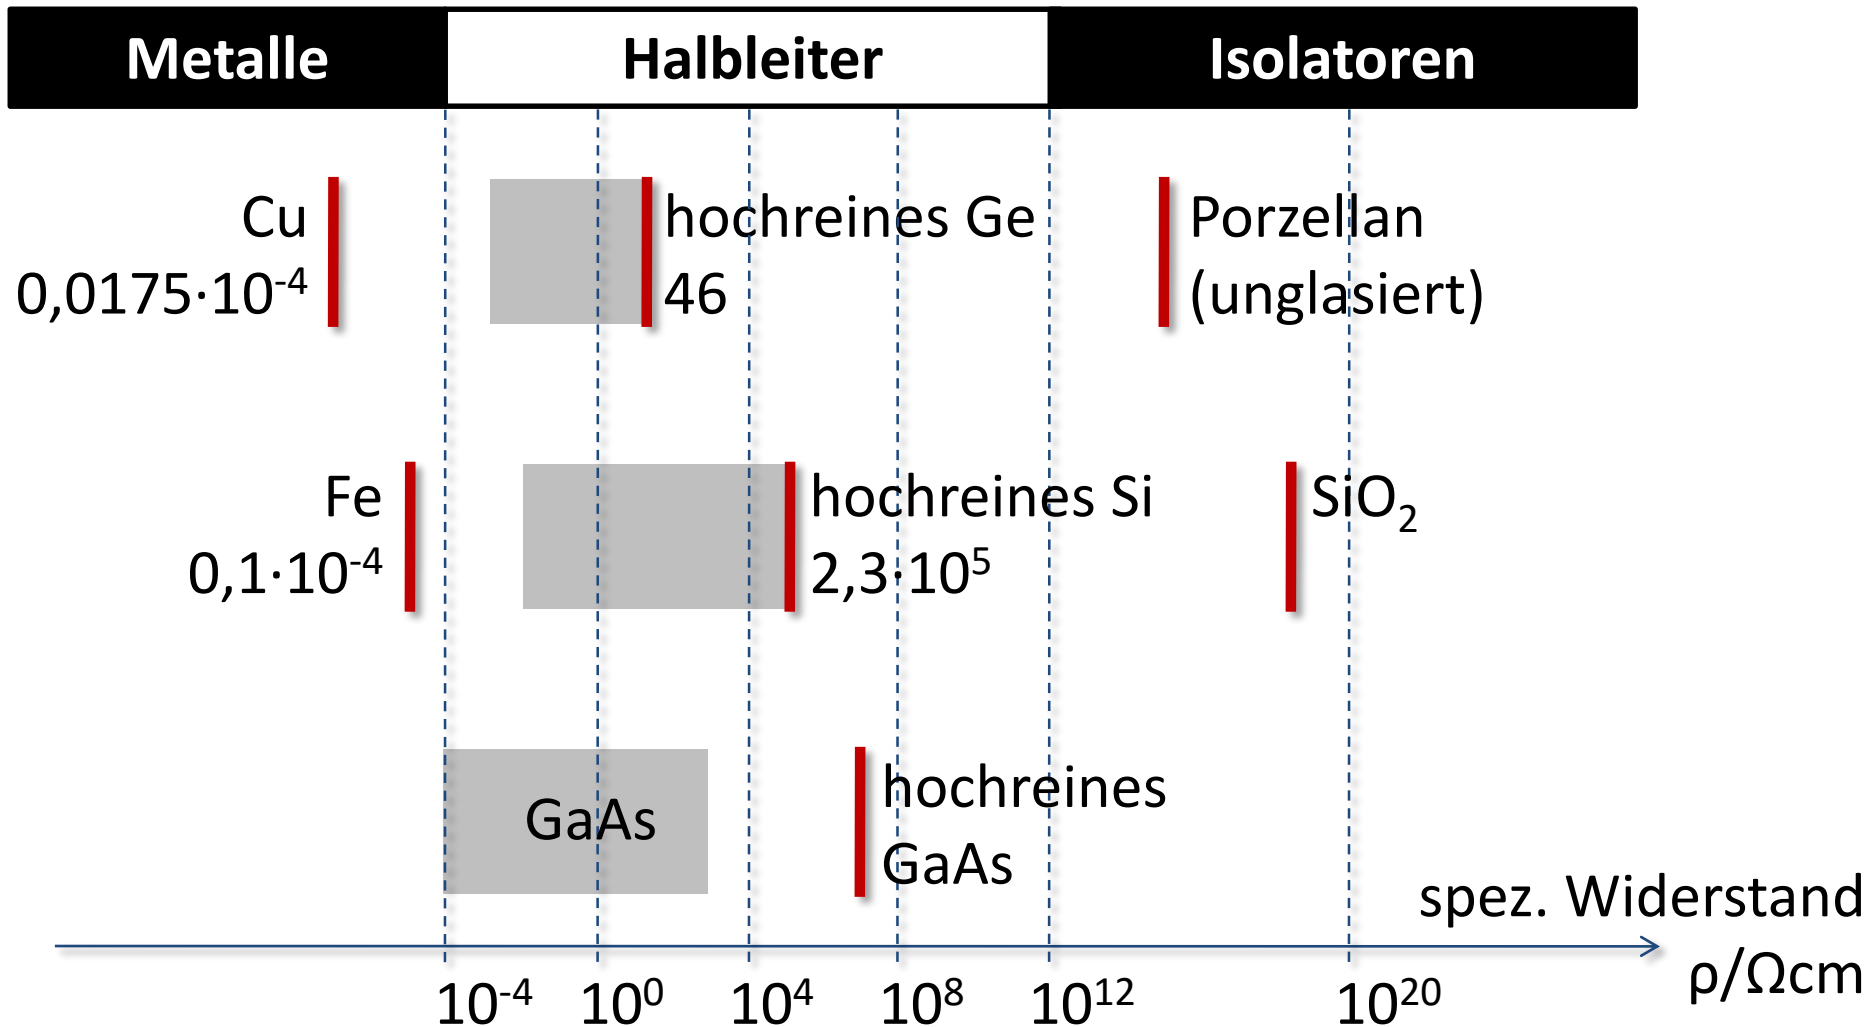 Metalle
Halbleiter
Isolatoren
Cu
0,0175·10⁻⁴
hochreines Ge
46
Porzellan
(unglasiert)
Fe
0,1·10⁻⁴
hochreines Si
2,3·10⁵
SiO₂
GaAs
hochreines
GaAs
spez. Widerstand
ρ/Ωcm
10⁻⁴
10⁰
10⁴
10⁸
10¹²
10²⁰